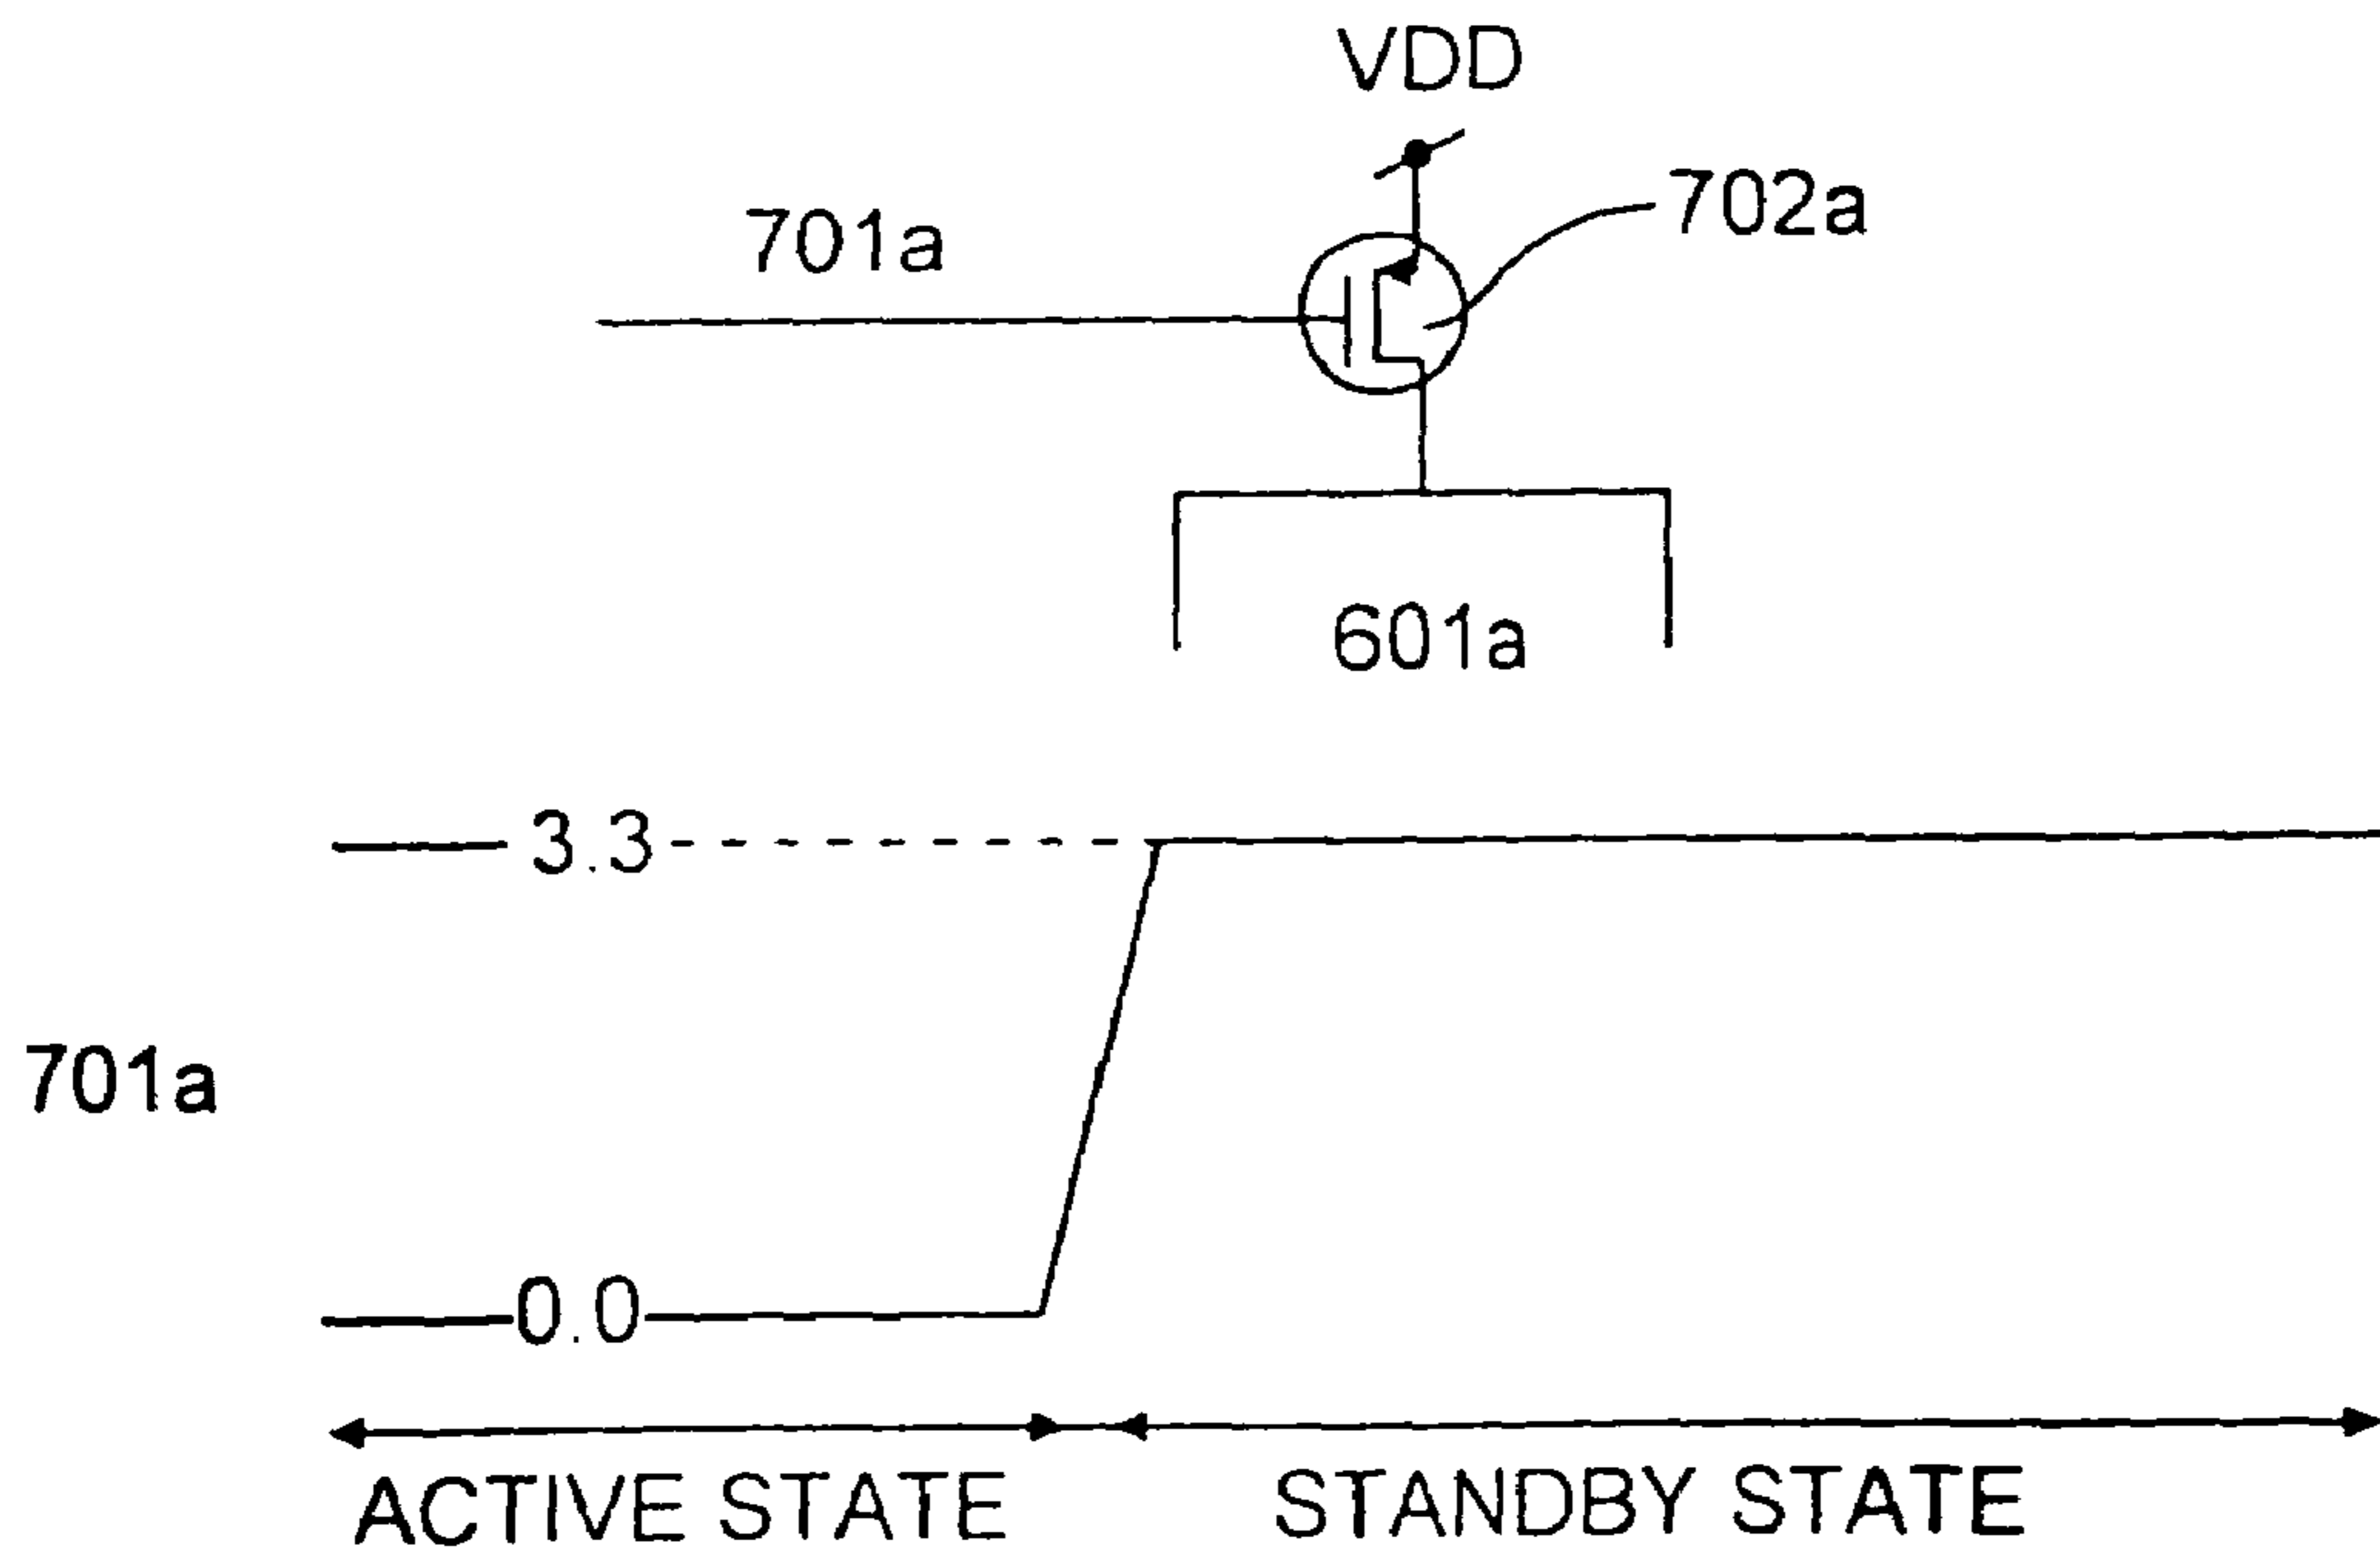 VDD
701a
702a
601a
3.3
701a
0.0
ACTIVE STATE
STANDBY STATE